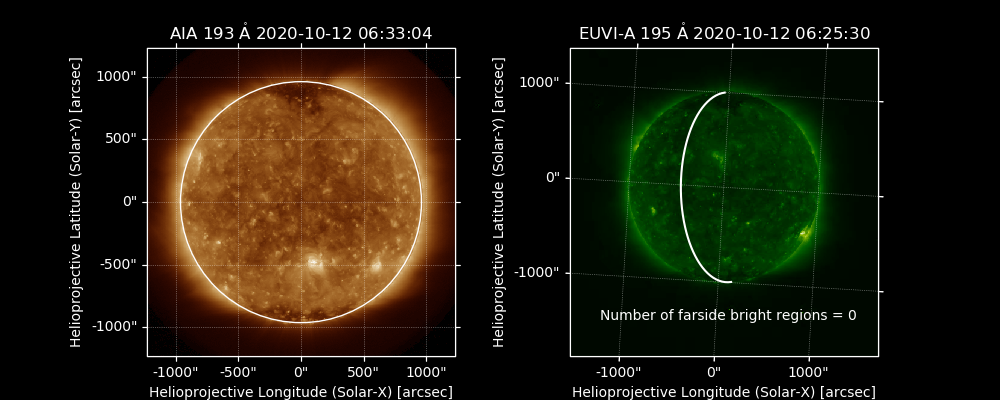 AIA 193 Å 2020-10-12 06:33:04
EUVI-A 195 Å 2020-10-12 06:25:30
Helioprojective Latitude (Solar-Y) [arcsec]
1000"
500"
0"
-500"
-1000"
-1000"
-500"
0"
500"
1000"
Helioprojective Longitude (Solar-X) [arcsec]
Helioprojective Latitude (Solar-Y) [arcsec]
1000"
0"
-1000"
Number of farside bright regions = 0
-1000"
0"
1000"
Helioprojective Longitude (Solar-X) [arcsec]